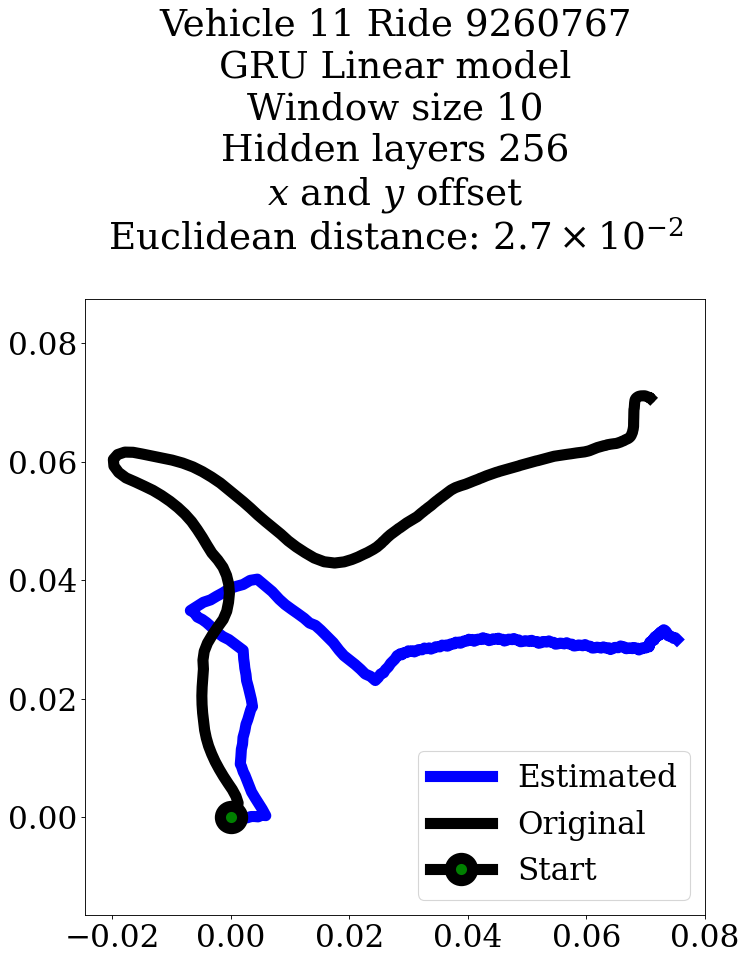 Vehicle 11 Ride 9260767
GRU Linear model
Window size 10
Hidden layers 256
x and y offset
Euclidean distance: 2.7 × 10⁻²
0.08
0.06
0.04
0.02
0.00
−0.02 0.00 0.02 0.04 0.06 0.08
Estimated
Original
Start